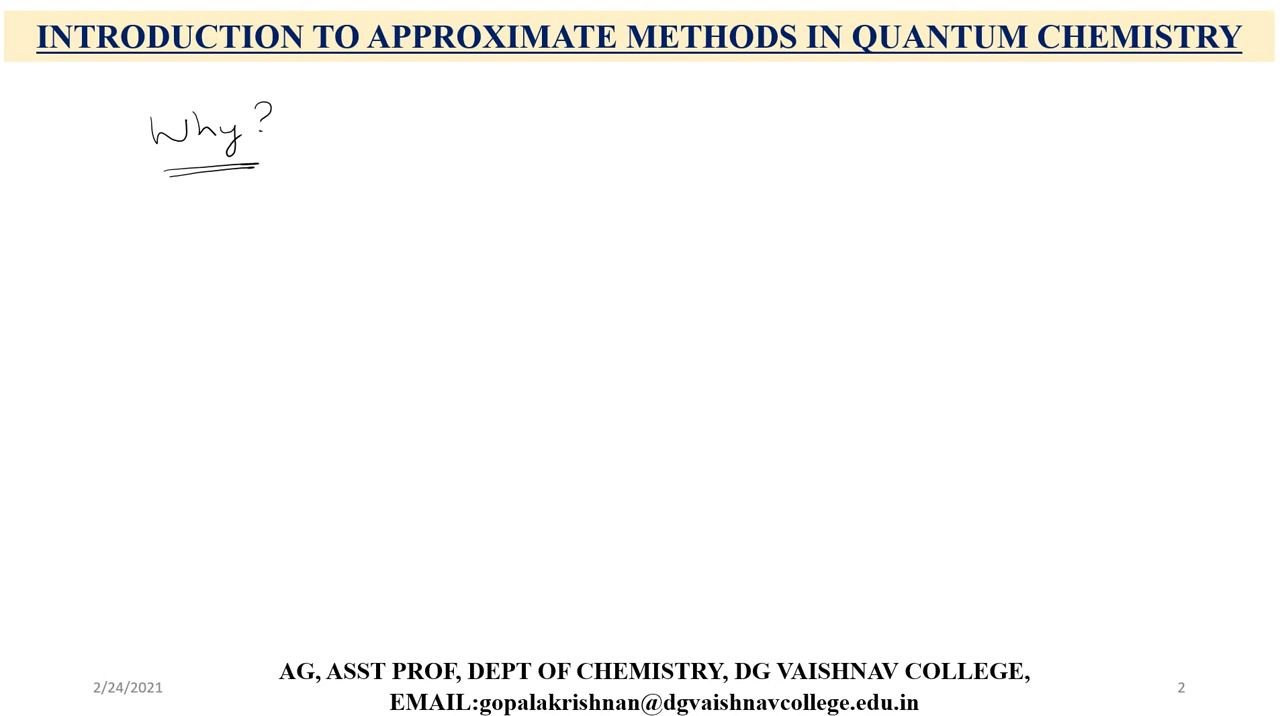 INTRODUCTION TO APPROXIMATE METHODS IN QUANTUM CHEMISTRY
Why?
2/24/2021
AG, ASST PROF, DEPT OF CHEMISTRY, DG VAISHNAV COLLEGE,
EMAIL:gopalakrishnan@dgvaishnavcollege.edu.in
2